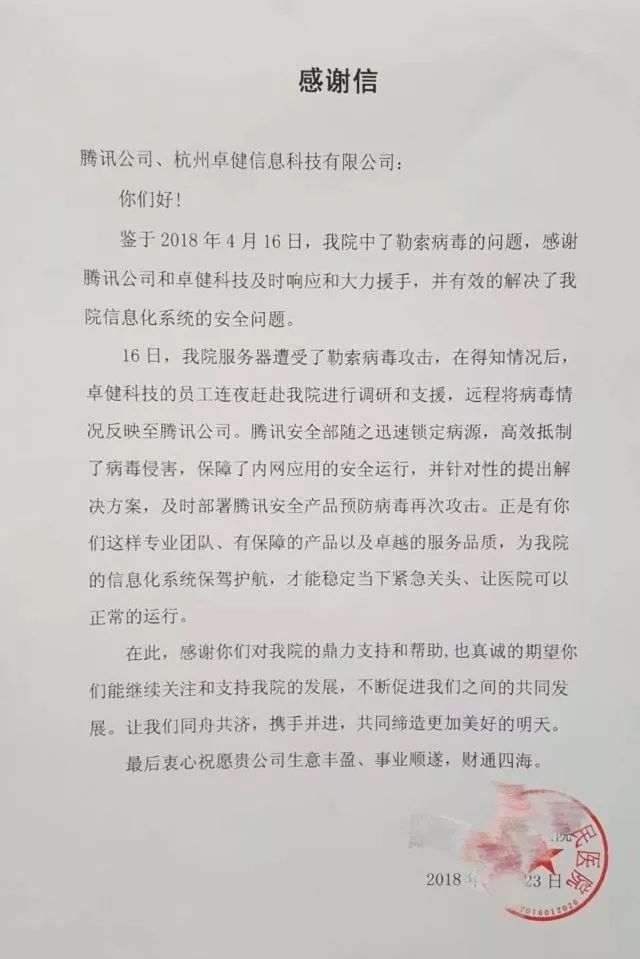 感谢信
腾讯公司、杭州卓健信息科技有限公司:
你们好!
鉴于 2018 年 4 月 16 日，我院中了勒索病毒的问题，感谢
腾讯公司和卓健科技及时响应和大力援手，并有效的解决了我
院信息化系统的安全问题。
16 日，我院服务器遭受了勒索病毒攻击，在得知情况后，
卓健科技的员工连夜赶赴我院进行调研和支援，远程将病毒情
况反映至腾讯公司。腾讯安全部随之迅速锁定病源，高效抵制
了病毒侵害，保障了内网应用的安全运行，并针对性的提出解
决方案，及时部署腾讯安全产品预防病毒再次攻击。正是有你
们这样专业团队、有保障的产品以及卓越的服务品质，为我院
的信息化系统保驾护航，才能稳定当下紧急关头、让医院可以
正常的运行。
在此，感谢你们对我院的鼎力支持和帮助,也真诚的期望你
们能继续关注和支持我院的发展，不断促进我们之间的共同发
展。让我们同舟共济，携手并进，共同缔造更加美好的明天。
最后衷心祝愿贵公司生意丰盈、事业顺遂，财通四海。
院
民医院
2018 年 23 日
2016012026